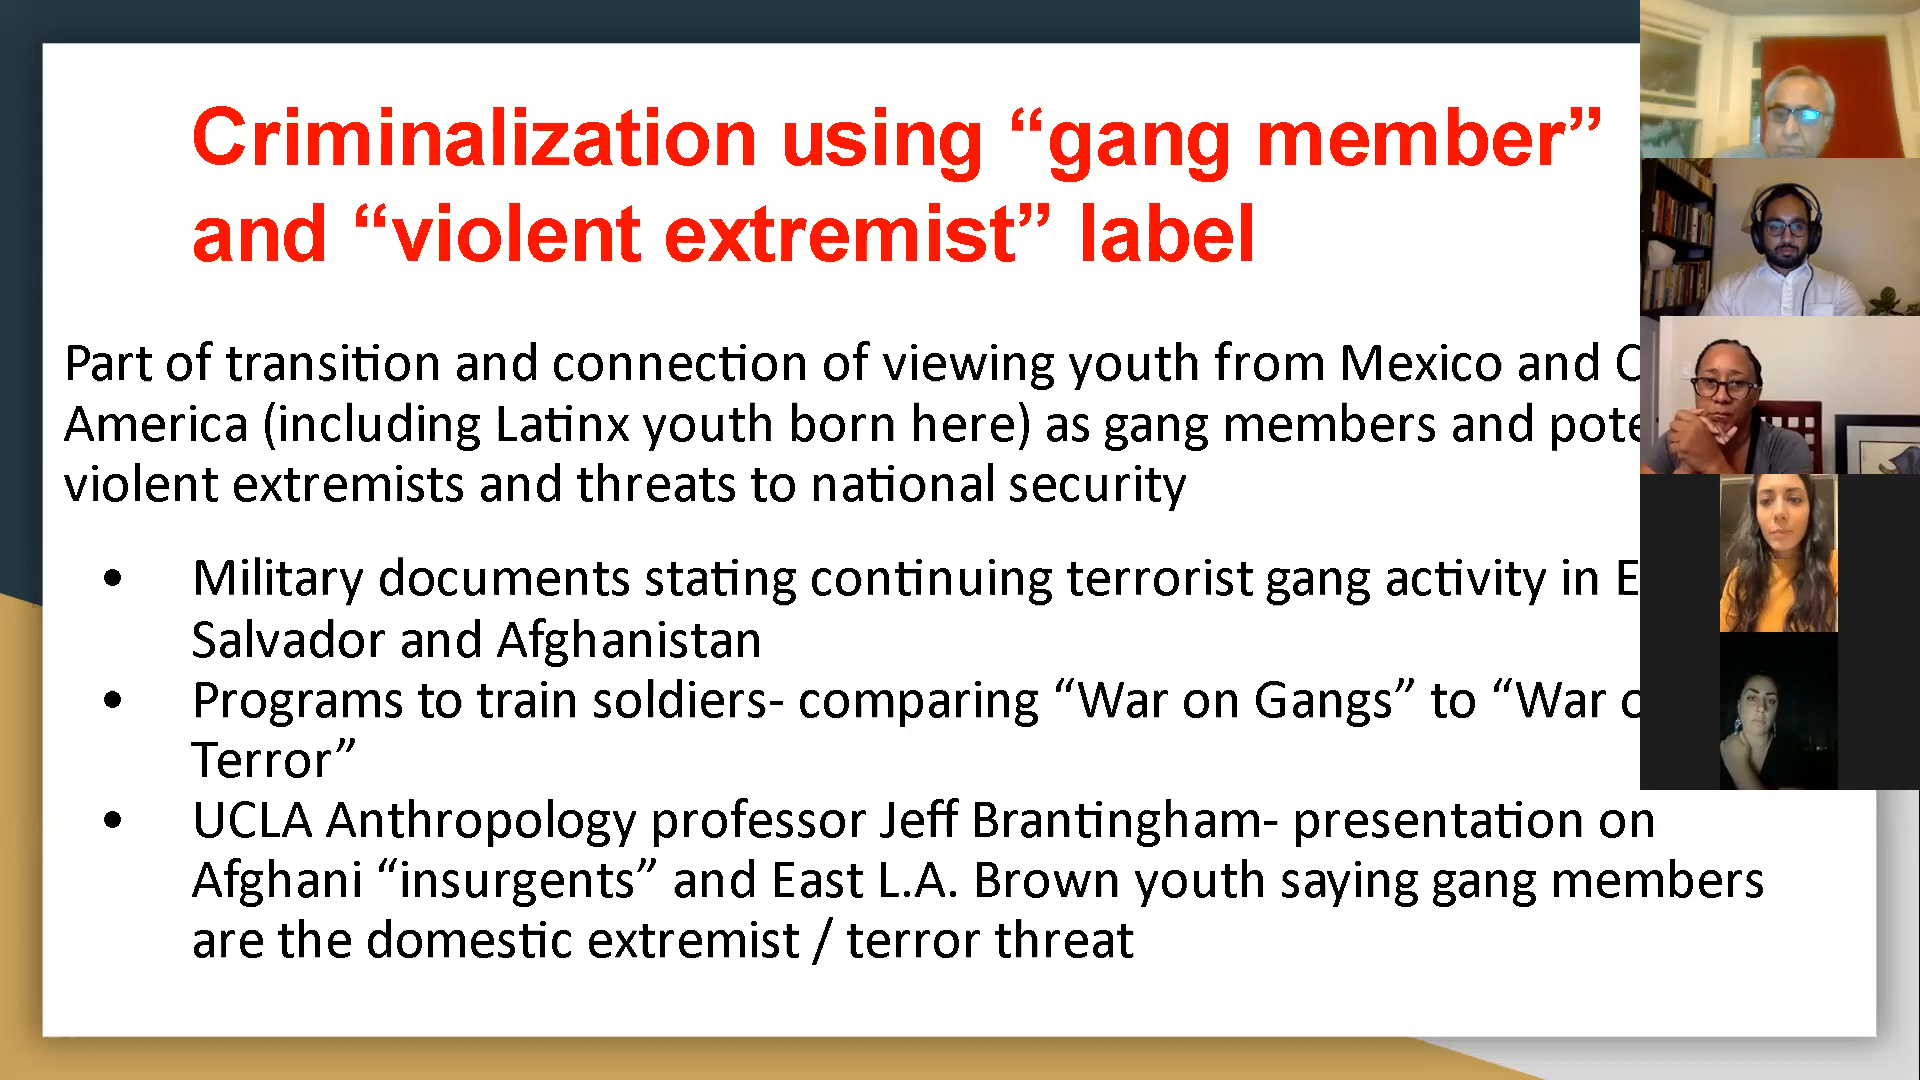 Criminalization using “gang member”
and “violent extremist” label
Part of transition and connection of viewing youth from Mexico and
America (including Latinx youth born here) as gang members and
violent extremists and threats to national security
• Military documents stating continuing terrorist gang activity in
Salvador and Afghanistan
• Programs to train soldiers- comparing “War on Gangs” to “War
Terror”
• UCLA Anthropology professor Jeff Brantingham- presentation on
Afghani “insurgents” and East L.A. Brown youth saying gang members
are the domestic extremist / terror threat